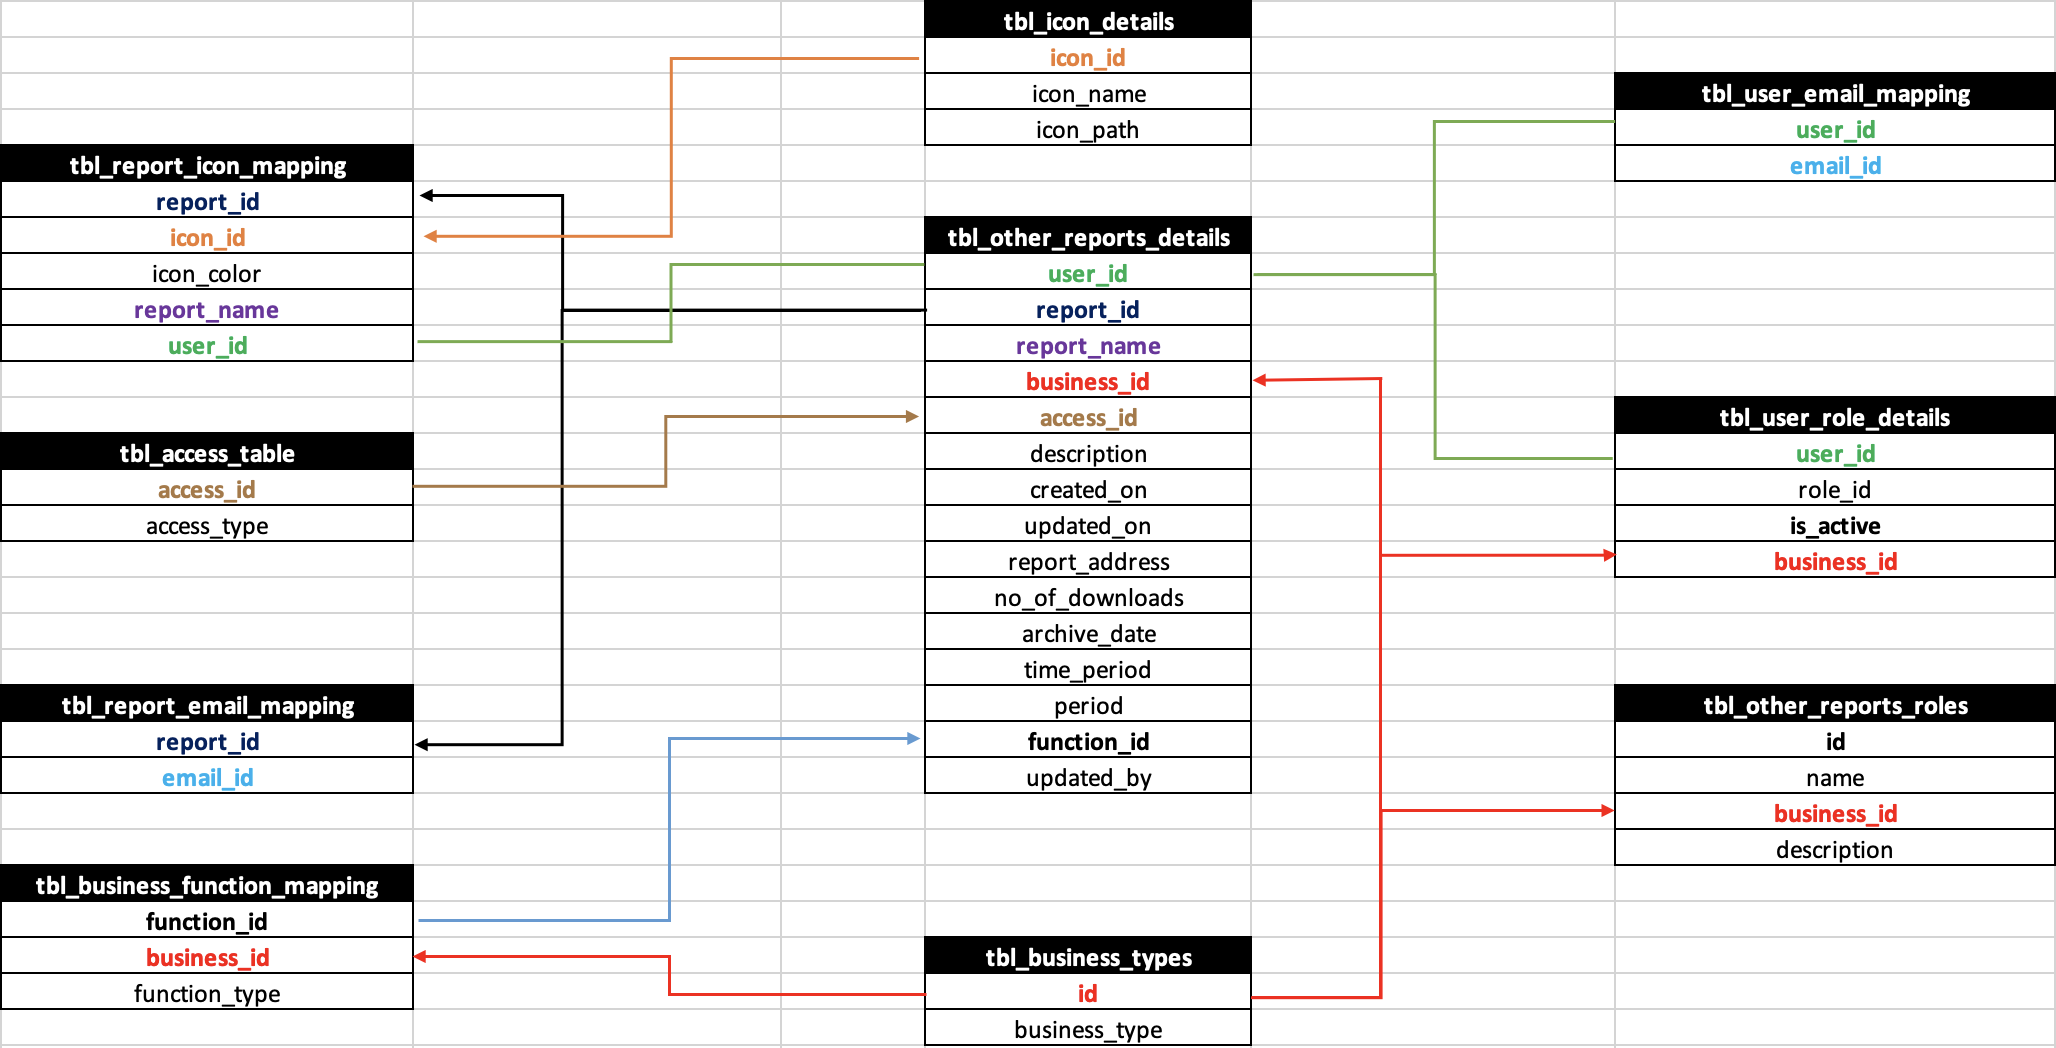 tbl_icon_details
icon_id
icon_name
icon_path
tbl_user_email_mapping
user_id
email_id
tbl_report_icon_mapping
report_id
icon_id
icon_color
report_name
user_id
tbl_other_reports_details
user_id
report_id
report_name
business_id
access_id
description
created_on
updated_on
report_address
no_of_downloads
archive_date
time_period
period
function_id
updated_by
tbl_access_table
access_id
access_type
tbl_user_role_details
user_id
role_id
is_active
business_id
tbl_report_email_mapping
report_id
email_id
tbl_other_reports_roles
id
name
business_id
description
tbl_business_function_mapping
function_id
business_id
function_type
tbl_business_types
id
business_type